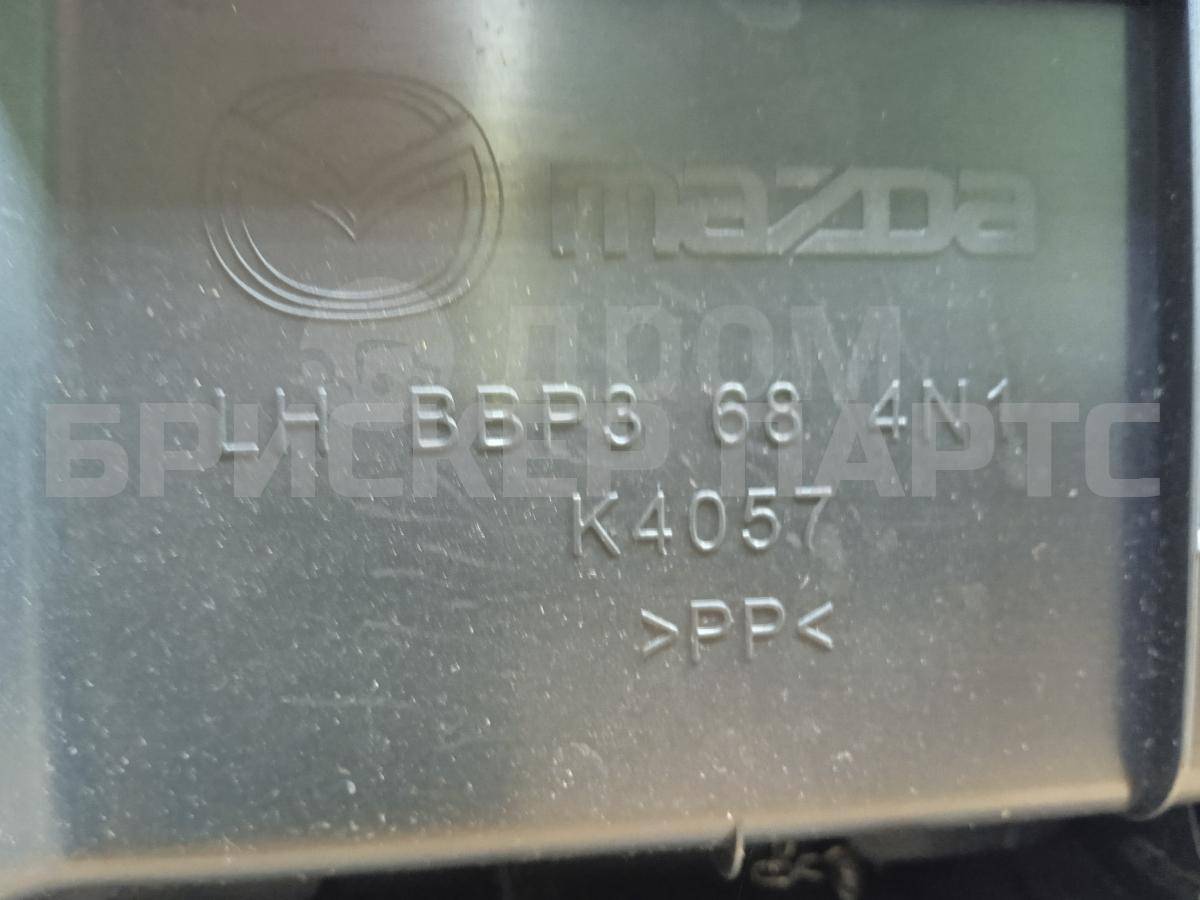 mazda
ДРОМ
LH BBP3 68 4N1
БРИСКЕР ПАРТС
K4057
>PP<